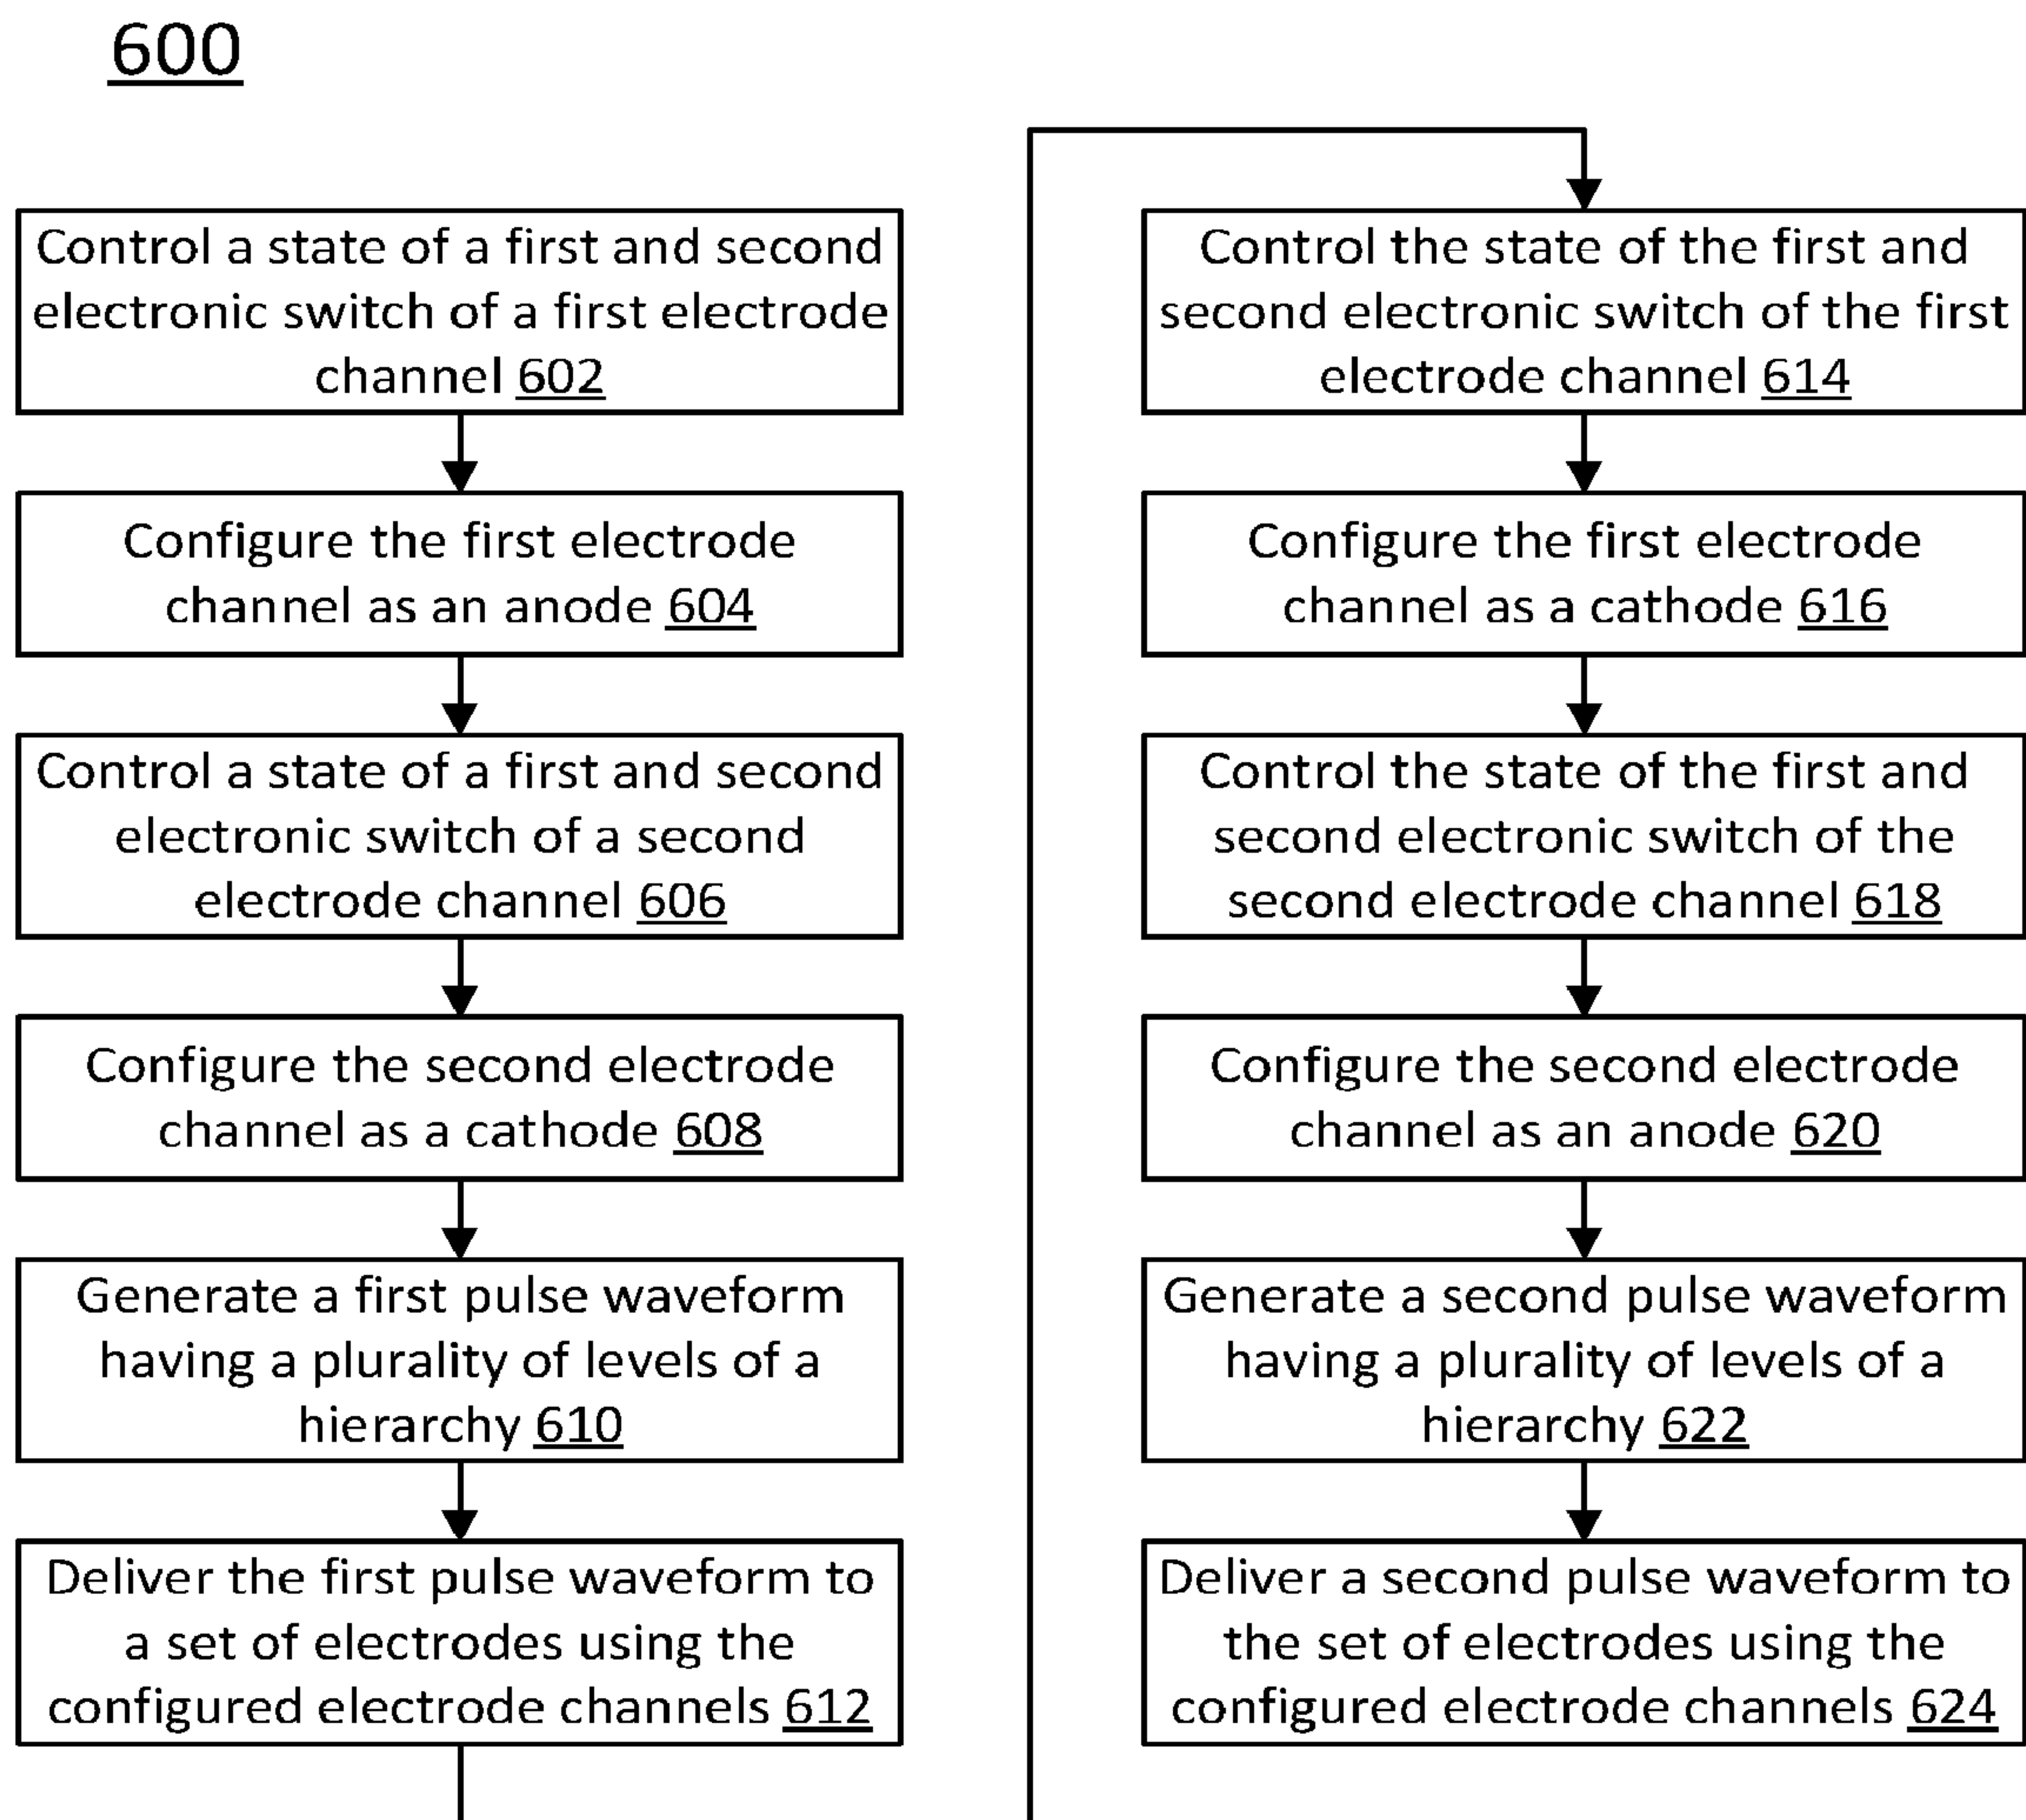 600
Control a state of a first and second
electronic switch of a first electrode
channel 602
Configure the first electrode
channel as an anode 604
Control a state of a first and second
electronic switch of a second
electrode channel 606
Configure the second electrode
channel as a cathode 608
Generate a first pulse waveform
having a plurality of levels of a
hierarchy 610
Deliver the first pulse waveform to
a set of electrodes using the
configured electrode channels 612
Control the state of the first and
second electronic switch of the first
electrode channel 614
Configure the first electrode
channel as a cathode 616
Control the state of the first and
second electronic switch of the
second electrode channel 618
Configure the second electrode
channel as an anode 620
Generate a second pulse waveform
having a plurality of levels of a
hierarchy 622
Deliver a second pulse waveform to
the set of electrodes using the
configured electrode channels 624